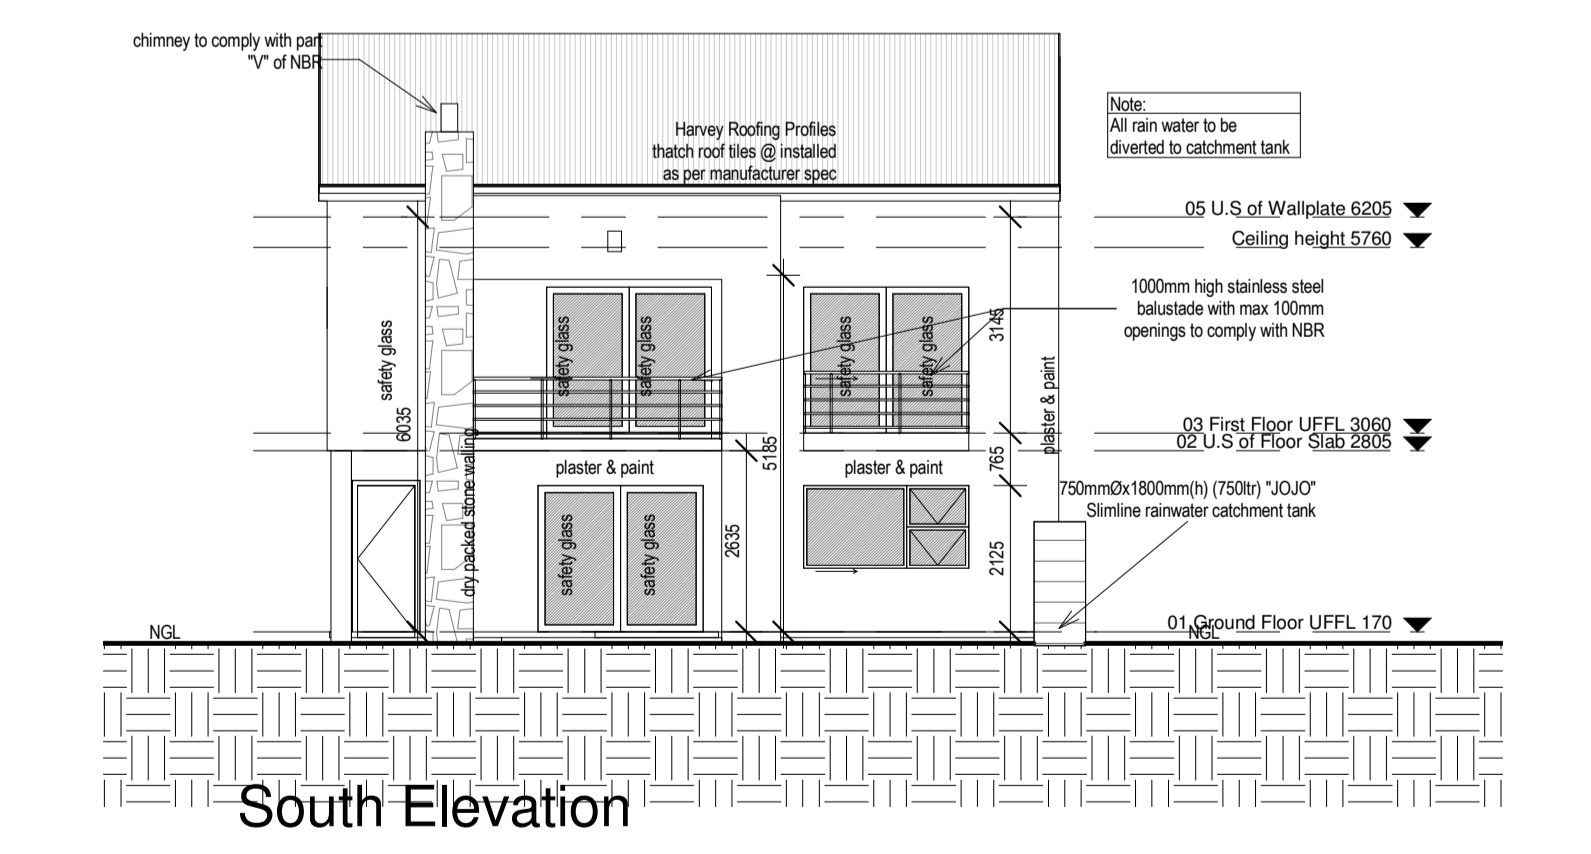 chimney to comply with part
"V" of NBR
Harvey Roofing Profiles
thatch roof tiles @ installed
as per manufacturer spec
Note:
All rain water to be
diverted to catchment tank
05 U.S of Wallplate 6205
Ceiling height 5760
1000mm high stainless steel
balustade with max 100mm
openings to comply with NBR
safety glass
safety glass
safety glass
safety glass
safety glass
3145
plaster & paint
6035
03 First Floor UFFL 3060
02 U.S of Floor Slab 2805
dry packed stone walling
plaster & paint
5185
plaster & paint
765
750mmØx1800mm(h) (750ltr) "JOJO"
Slimline rainwater catchment tank
safety glass
safety glass
2635
2125
NGL
01 Ground Floor UFFL 170
NGL
South Elevation